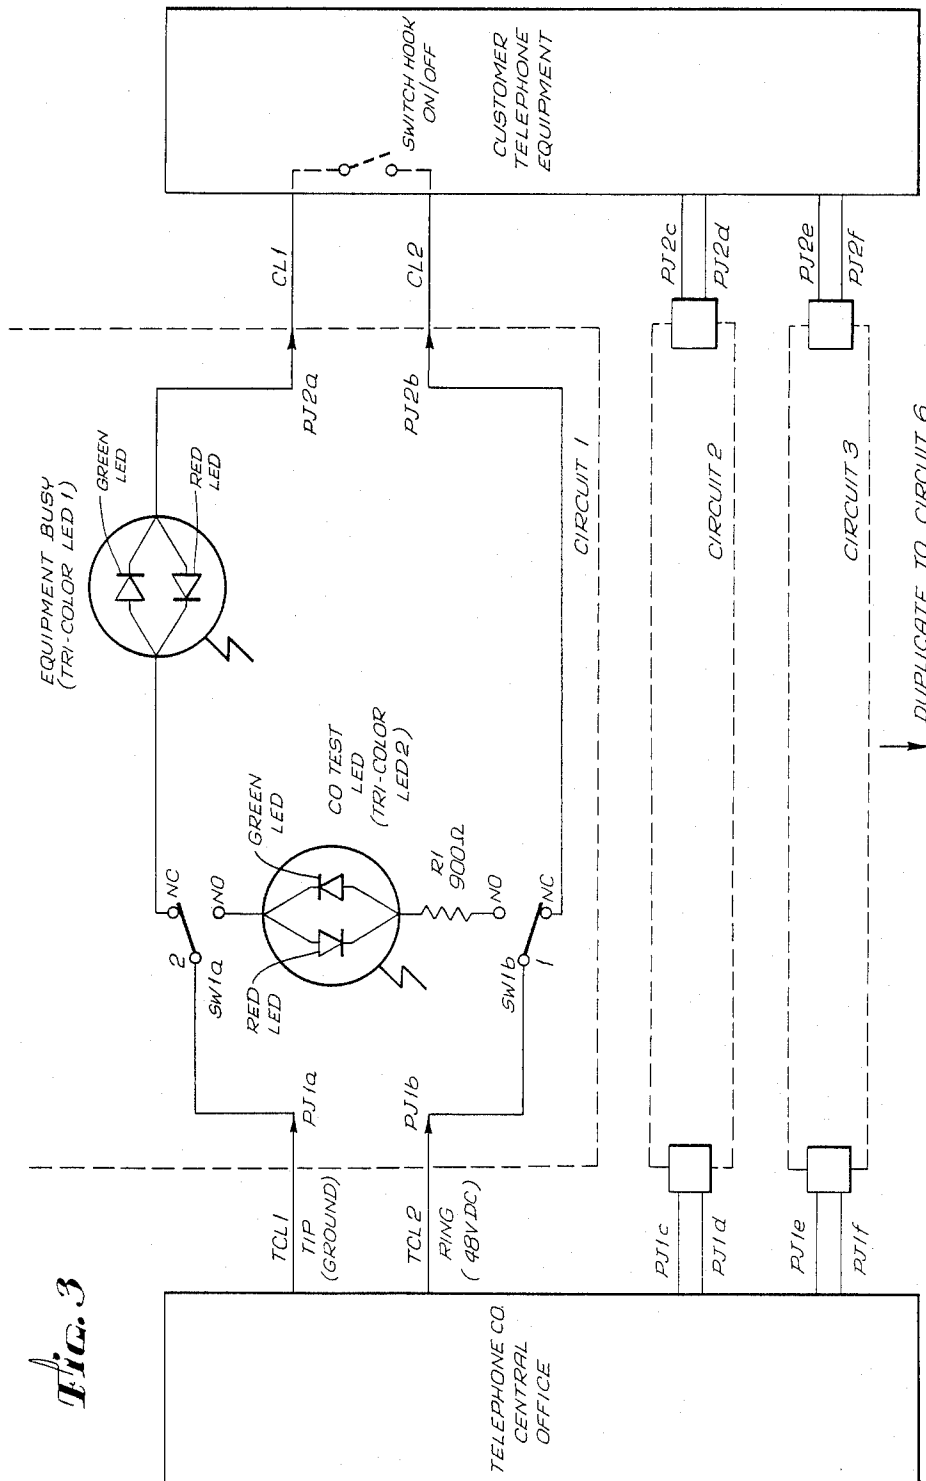 Fig. 3
EQUIPMENT BUSY
(TRI-COLOR LED 1)
GREEN
LED
RED
LED
2
NC
NO
SW1a
GREEN
LED
RED
LED
CO TEST
LED
(TRI-COLOR
LED 2)
R1
900Ω
NO
SW1b
NC
1
PJ1a
PJ1b
PJ2a
PJ2b
CIRCUIT 1
TCL1
TIP
(GROUND)
TCL2
RING
(48VDC)
CL1
CL2
SWITCH HOOK
ON/OFF
CUSTOMER
TELEPHONE
EQUIPMENT
TELEPHONE CO.
CENTRAL
OFFICE
PJ1c
PJ1d
CIRCUIT 2
PJ2c
PJ2d
PJ1e
PJ1f
CIRCUIT 3
PJ2e
PJ2f
DUPLICATE TO CIRCUIT 6